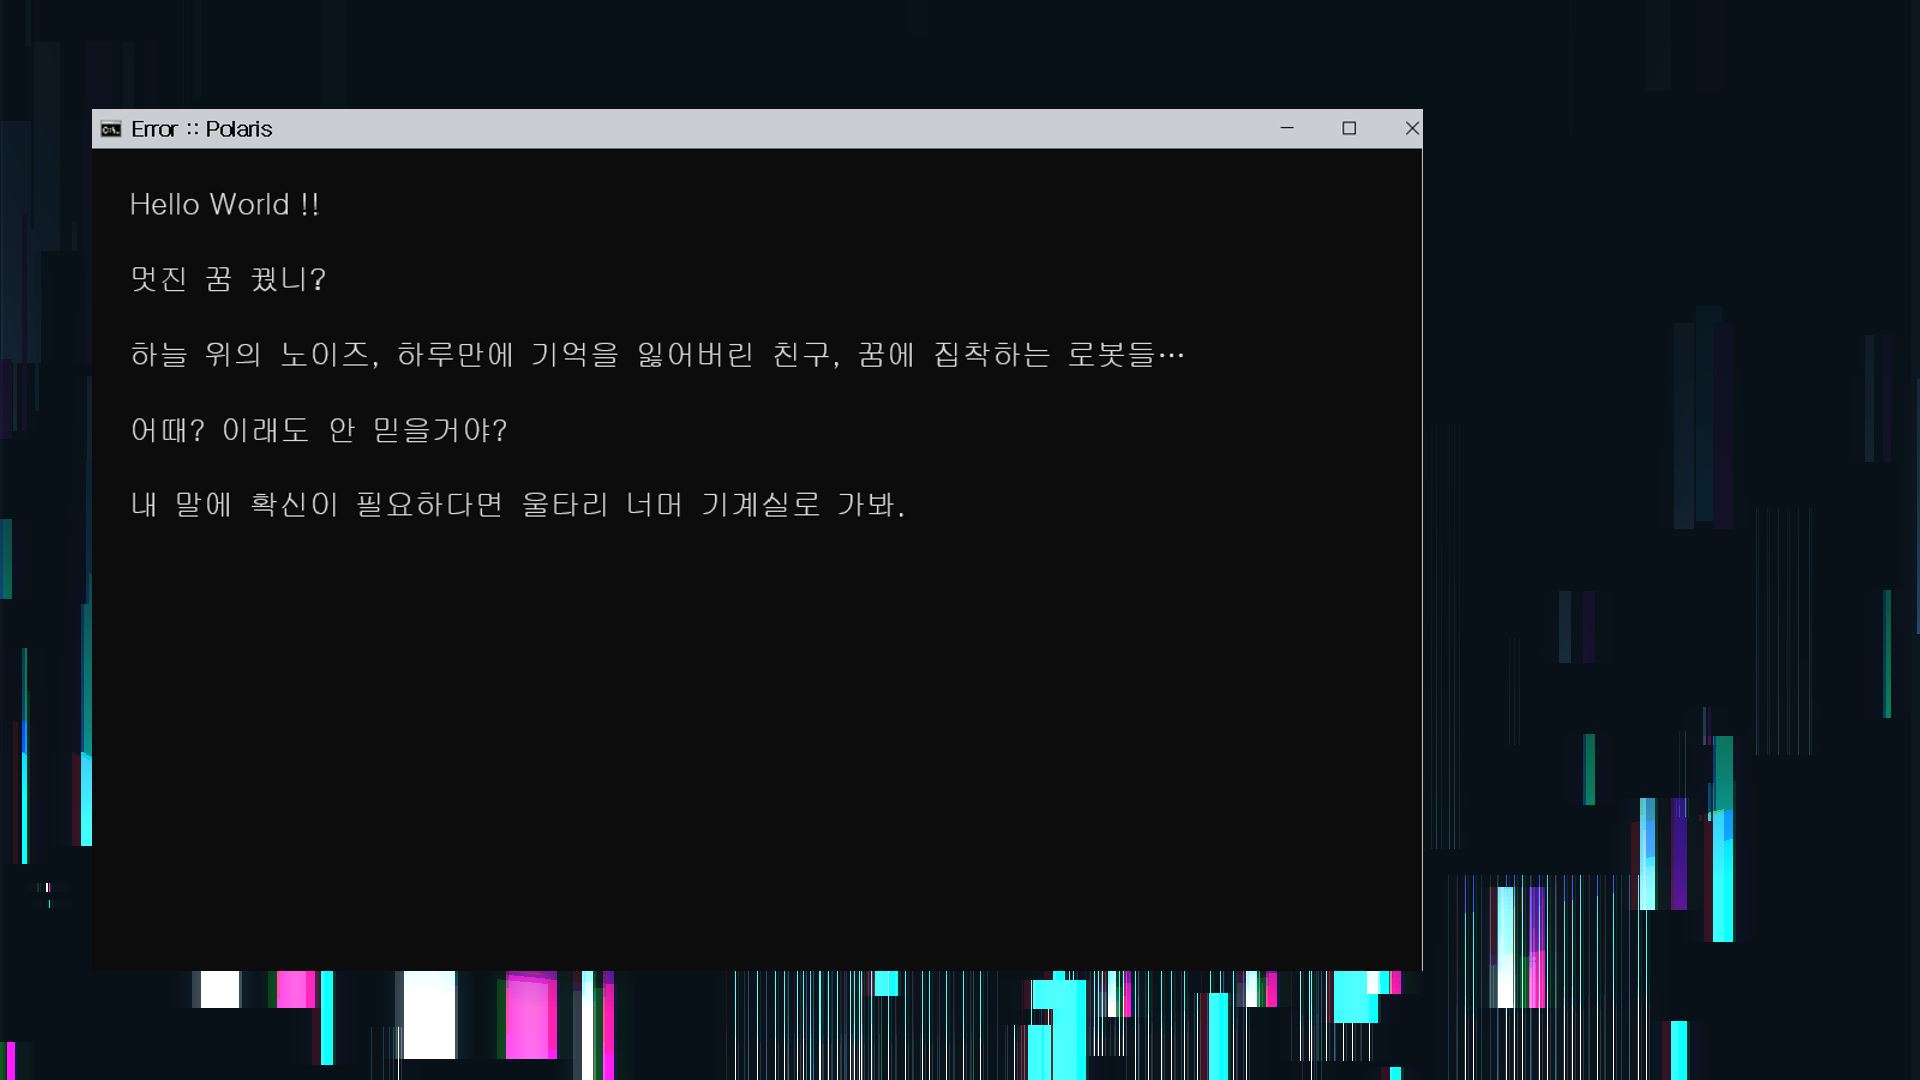 Error :: Polaris
Hello World !!
멋진 꿈 꿨니?
하늘 위의 노이즈, 하루만에 기억을 잃어버린 친구, 꿈에 집착하는 로봇들…
어때? 이래도 안 믿을거야?
내 말에 확신이 필요하다면 울타리 너머 기계실로 가봐.